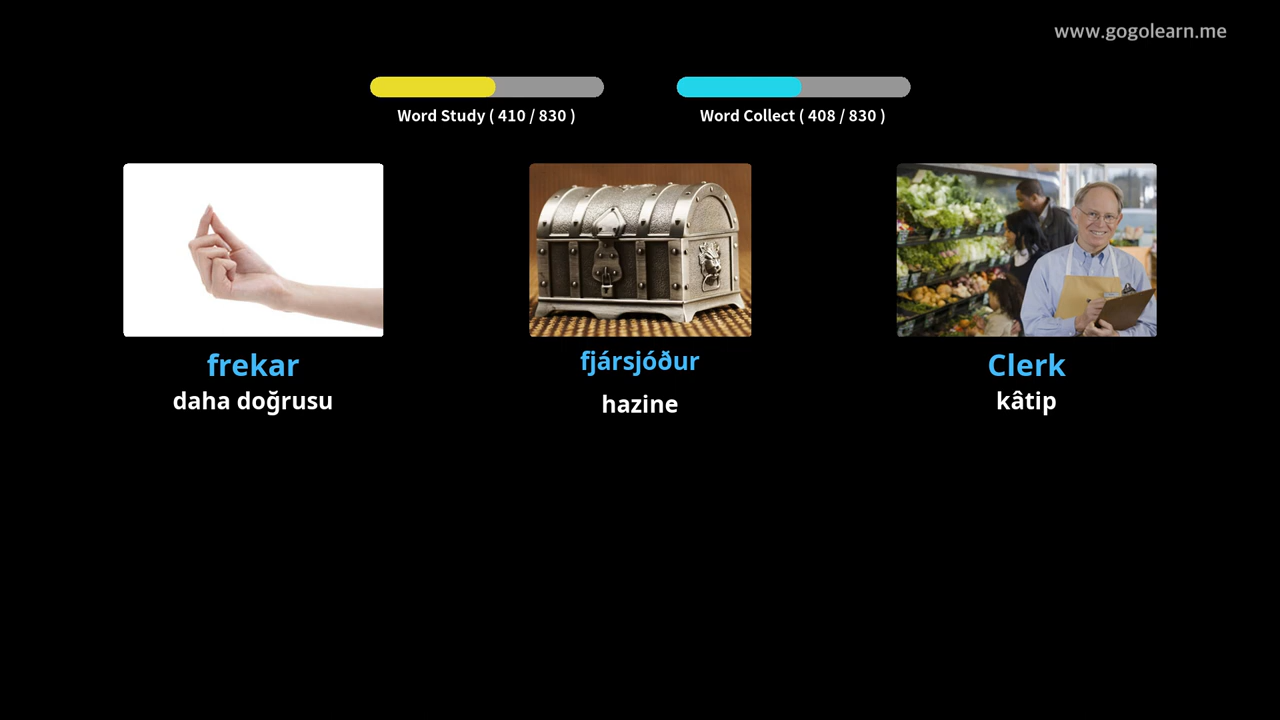 www.gogolearn.me
Word Study ( 410 / 830 )
Word Collect ( 408 / 830 )
frekar
daha doğrusu
fjársjóður
hazine
Clerk
kâtip